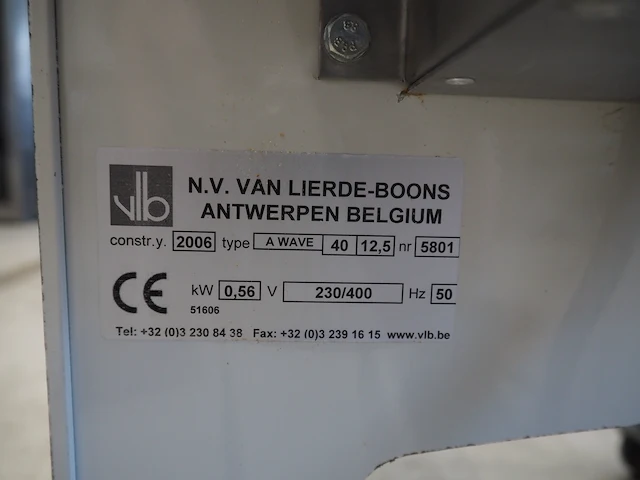 vlb
N.V. VAN LIERDE-BOONS
ANTWERPEN BELGIUM
constr.y. 2006 type A WAVE 40 12,5 nr 5801
CE kW 0,56 V 230/400 Hz 50
51606
Tel: +32 (0)3 230 84 38 Fax: +32 (0)3 239 16 15 www.vlb.be